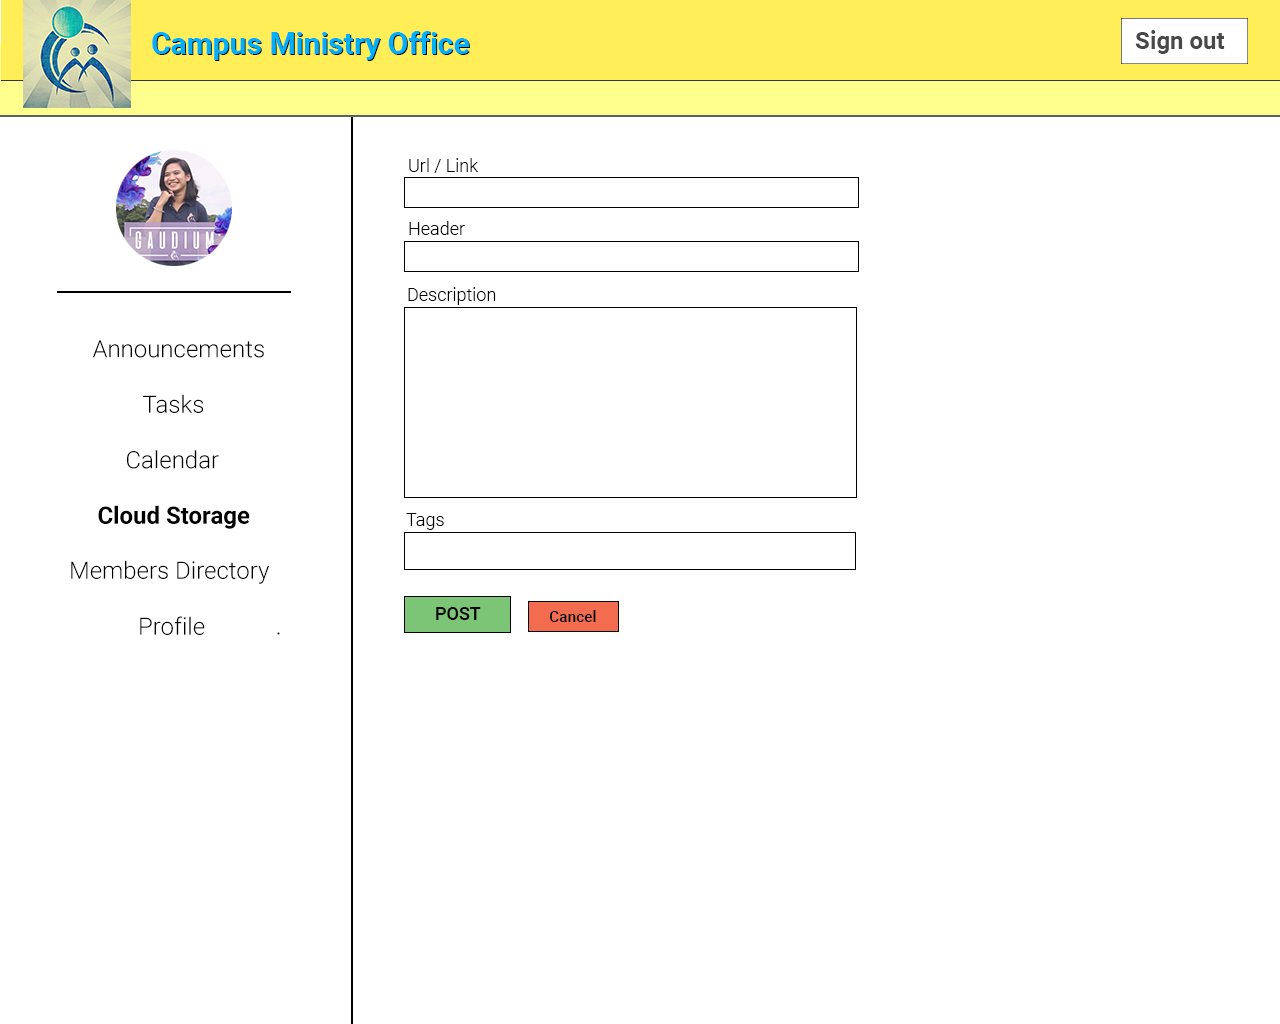 Campus Ministry Office
Sign out
GAUDIUM
Announcements
Tasks
Calendar
Cloud Storage
Members Directory
Profile .
Url / Link
Header
Description
Tags
POST
Cancel